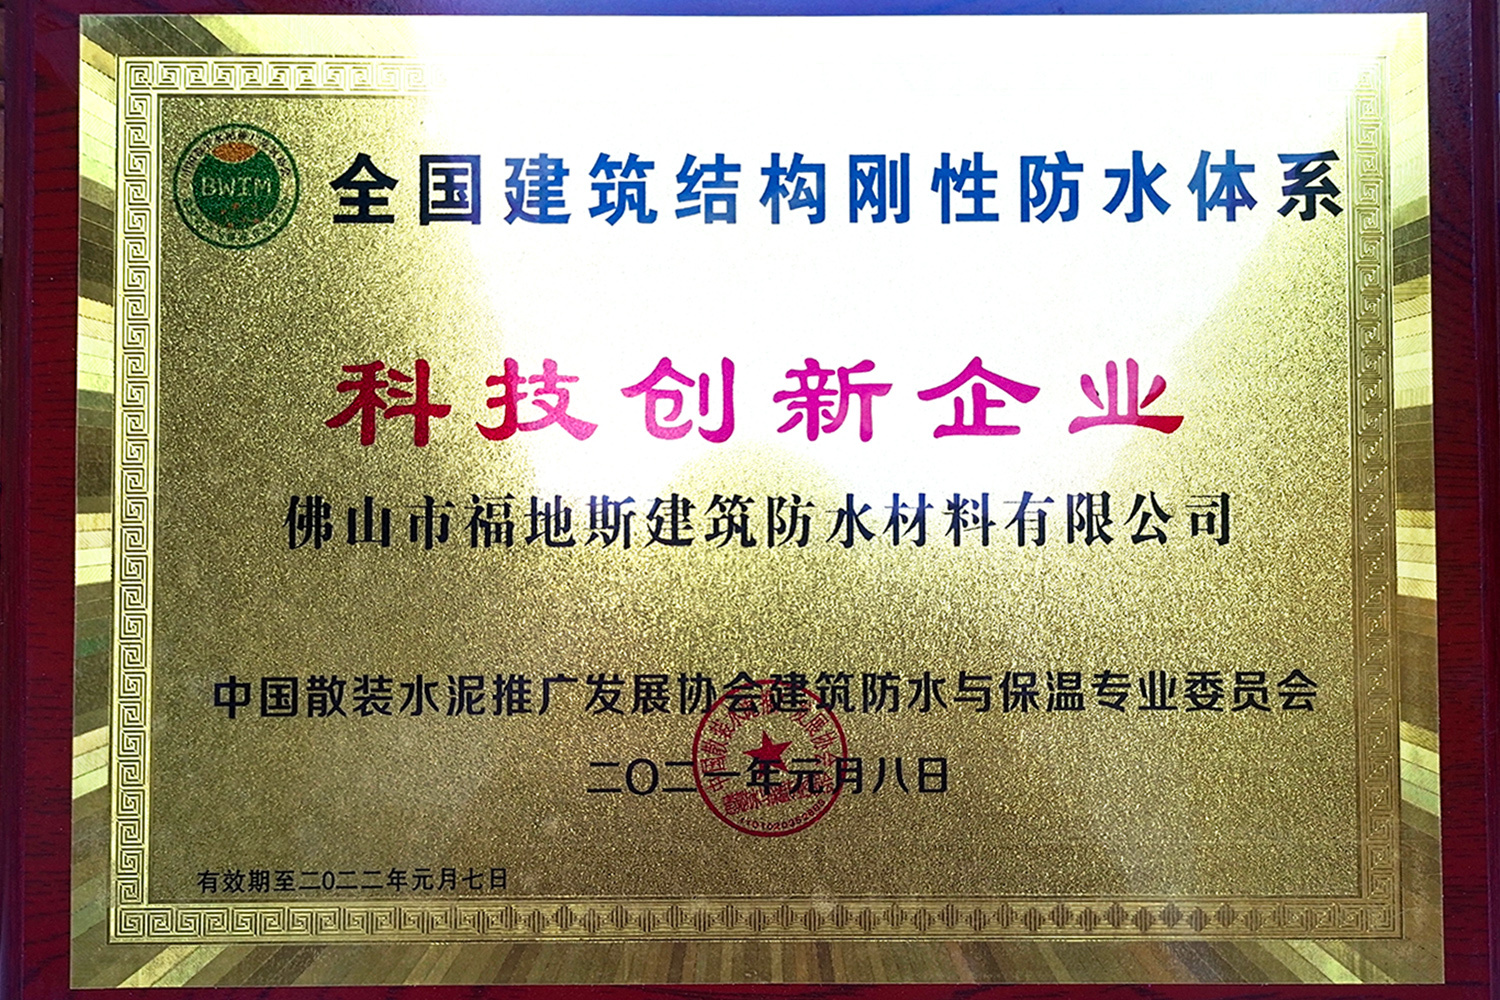 BWIM
全国建筑结构刚性防水体系
科技创新企业
佛山市福地斯建筑防水材料有限公司
中国散装水泥推广发展协会建筑防水与保温专业委员会
二〇二一年元月八日
有效期至二〇二二年元月七日